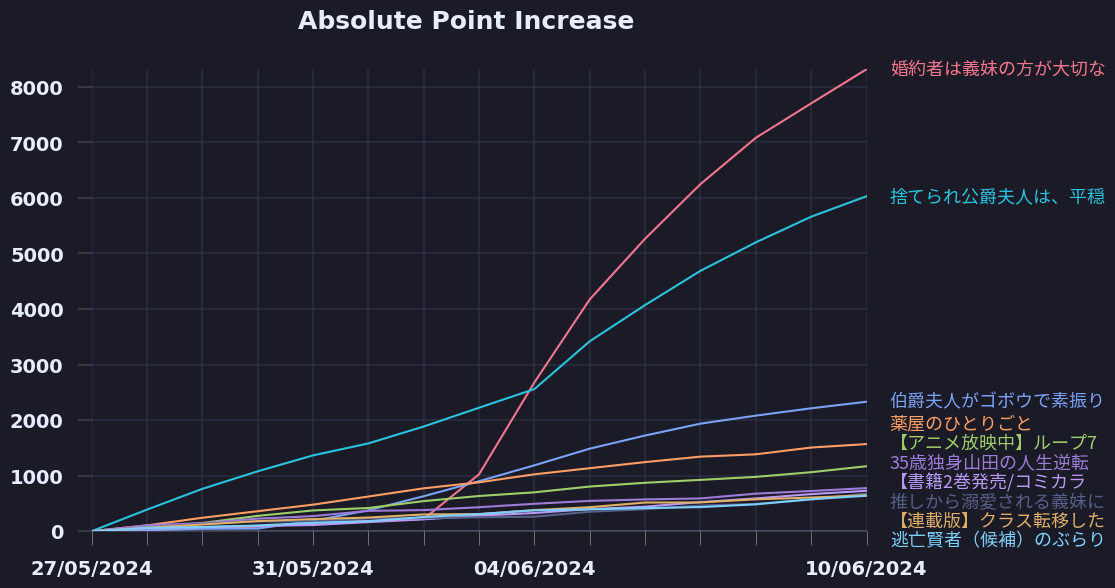 Absolute Point Increase
8000
7000
6000
5000
4000
3000
2000
1000
0
27/05/2024
31/05/2024
04/06/2024
10/06/2024
婚約者は義妹の方が大切な
捨てられ公爵夫人は、平穏
伯爵夫人がゴボウで素振り
薬屋のひとりごと
【アニメ放映中】ループ7
35歳独身山田の人生逆転
【書籍2巻発売/コミカラ
推しから溺愛される義妹に
【連載版】クラス転移した
逃亡賢者（候補）のぶらり